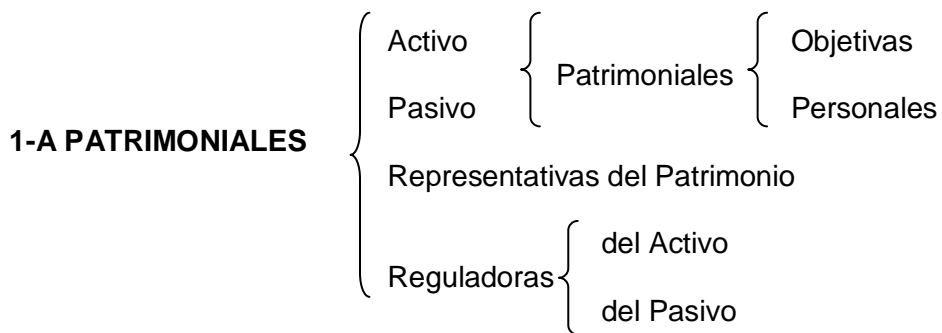 Activo
Objetivas
Patrimoniales
Pasivo
Personales
1-A PATRIMONIALES
Representativas del Patrimonio
del Activo
Reguladoras
del Pasivo